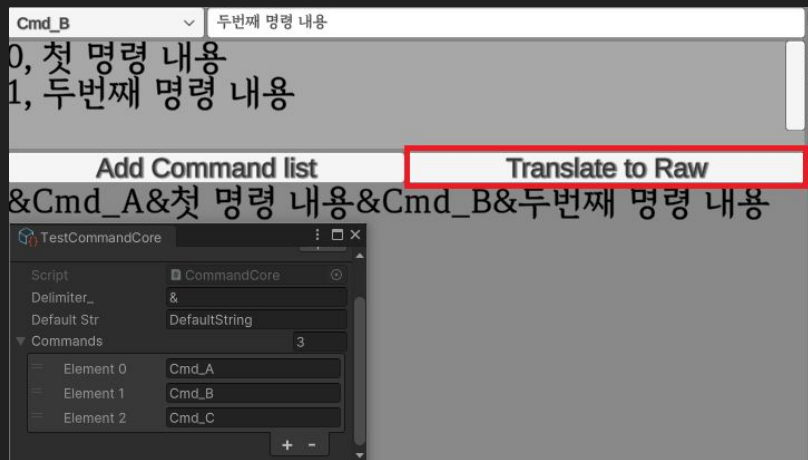 Cmd_B 두번째 명령 내용
0, 첫 명령 내용
1, 두번째 명령 내용
Add Command list Translate to Raw
&Cmd_A&첫 명령 내용&Cmd_B&두번째 명령 내용
TestCommandCore
Script CommandCore
Delimiter_ &
Default Str DefaultString
Commands 3
Element 0 Cmd_A
Element 1 Cmd_B
Element 2 Cmd_C
+ -